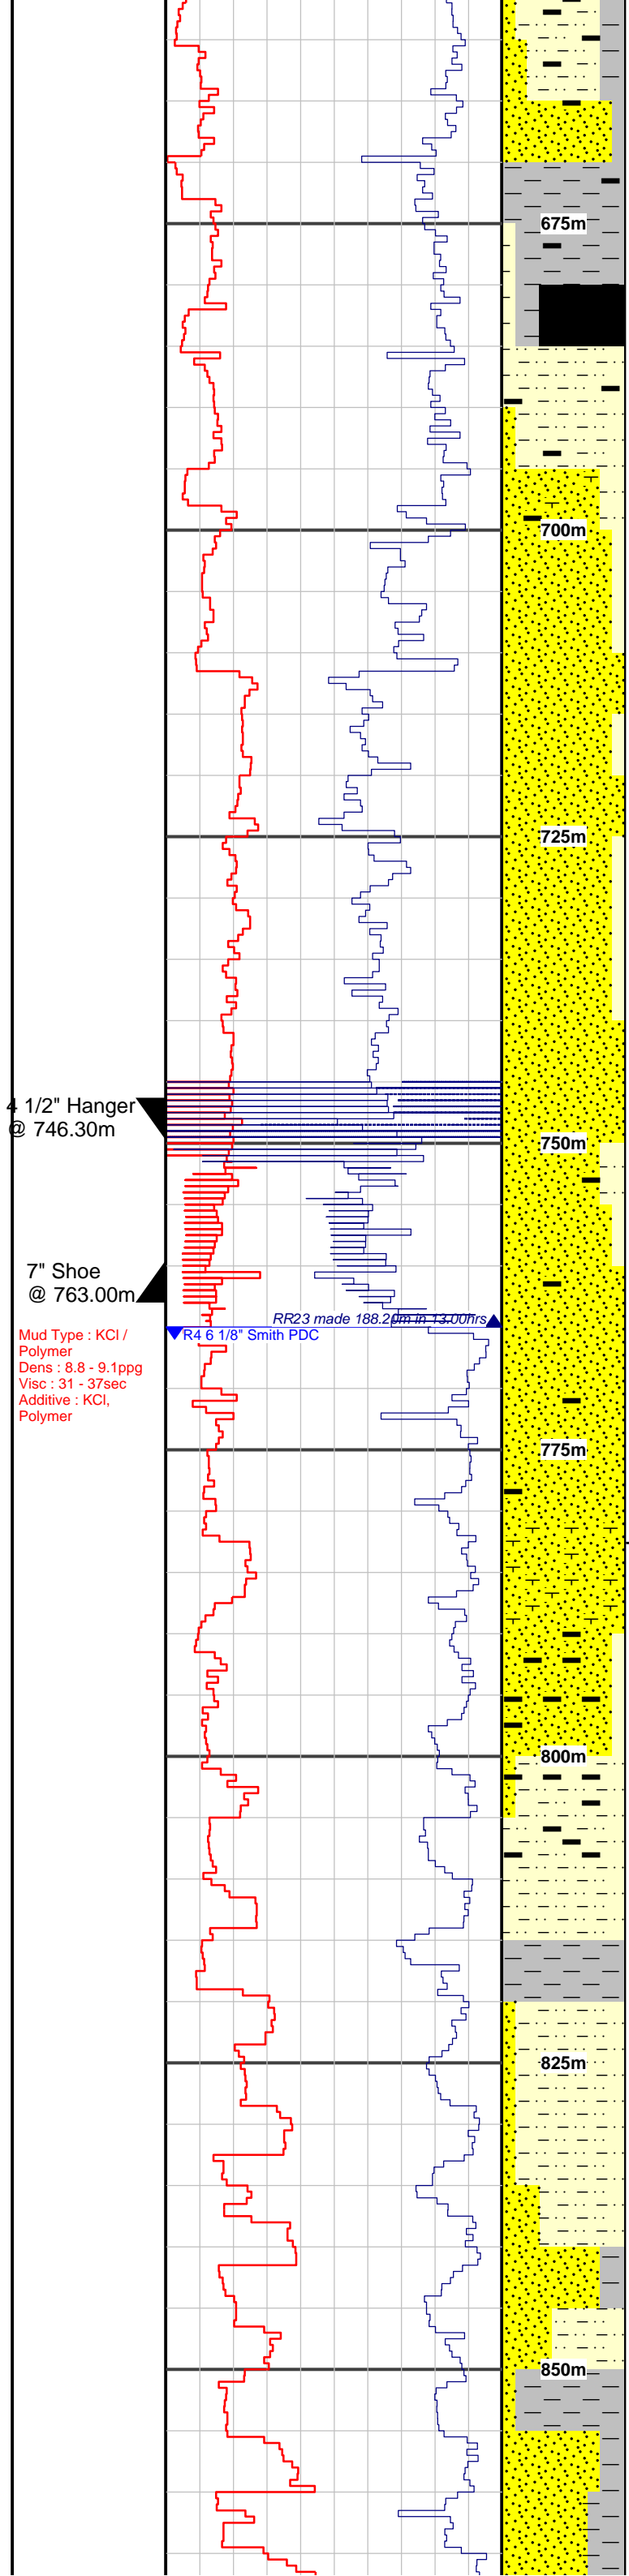 675m
700m
725m
4 1/2" Hanger
@ 746.30m
750m
7" Shoe
@ 763.00m
RR23 made 188.20m in 13.00hrs
R4 6 1/8" Smith PDC
Mud Type : KCl /
Polymer
Dens : 8.8 - 9.1ppg
Visc : 31 - 37sec
Additive : KCl,
Polymer
775m
800m
825m
850m